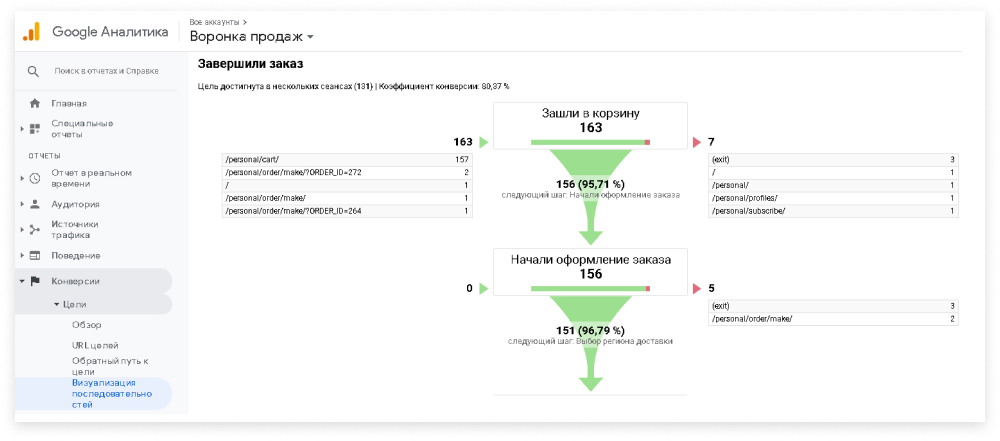 Google Аналитика
Все аккаунты >
Воронка продаж
Поиск в отчетах и Справке
Главная
Специальные
отчеты
ОТЧЕТЫ
Отчет в реальном
времени
Аудитория
Источники
трафика
Поведение
Конверсии
Цели
Обзор
URL целей
Обратный путь к
цели
Визуализация
последовательно
стей
Завершили заказ
Цель достигнута в нескольких сеансах (131) | Коэффициент конверсии: 80,37 %
Зашли в корзину
163
163
/personal/cart/ 157
/personal/order/make/?ORDER_ID=272 2
/ 1
/personal/order/make/ 1
/personal/order/make/?ORDER_ID=264 1
7
(exit) 3
/ 1
/personal/ 1
/personal/profiles/ 1
/personal/subscribe/ 1
156 (95,71 %)
следующий шаг: Начали оформление заказа
Начали оформление заказа
156
0
5
(exit) 3
/personal/order/make/ 2
151 (96,79 %)
следующий шаг: Выбор региона доставки